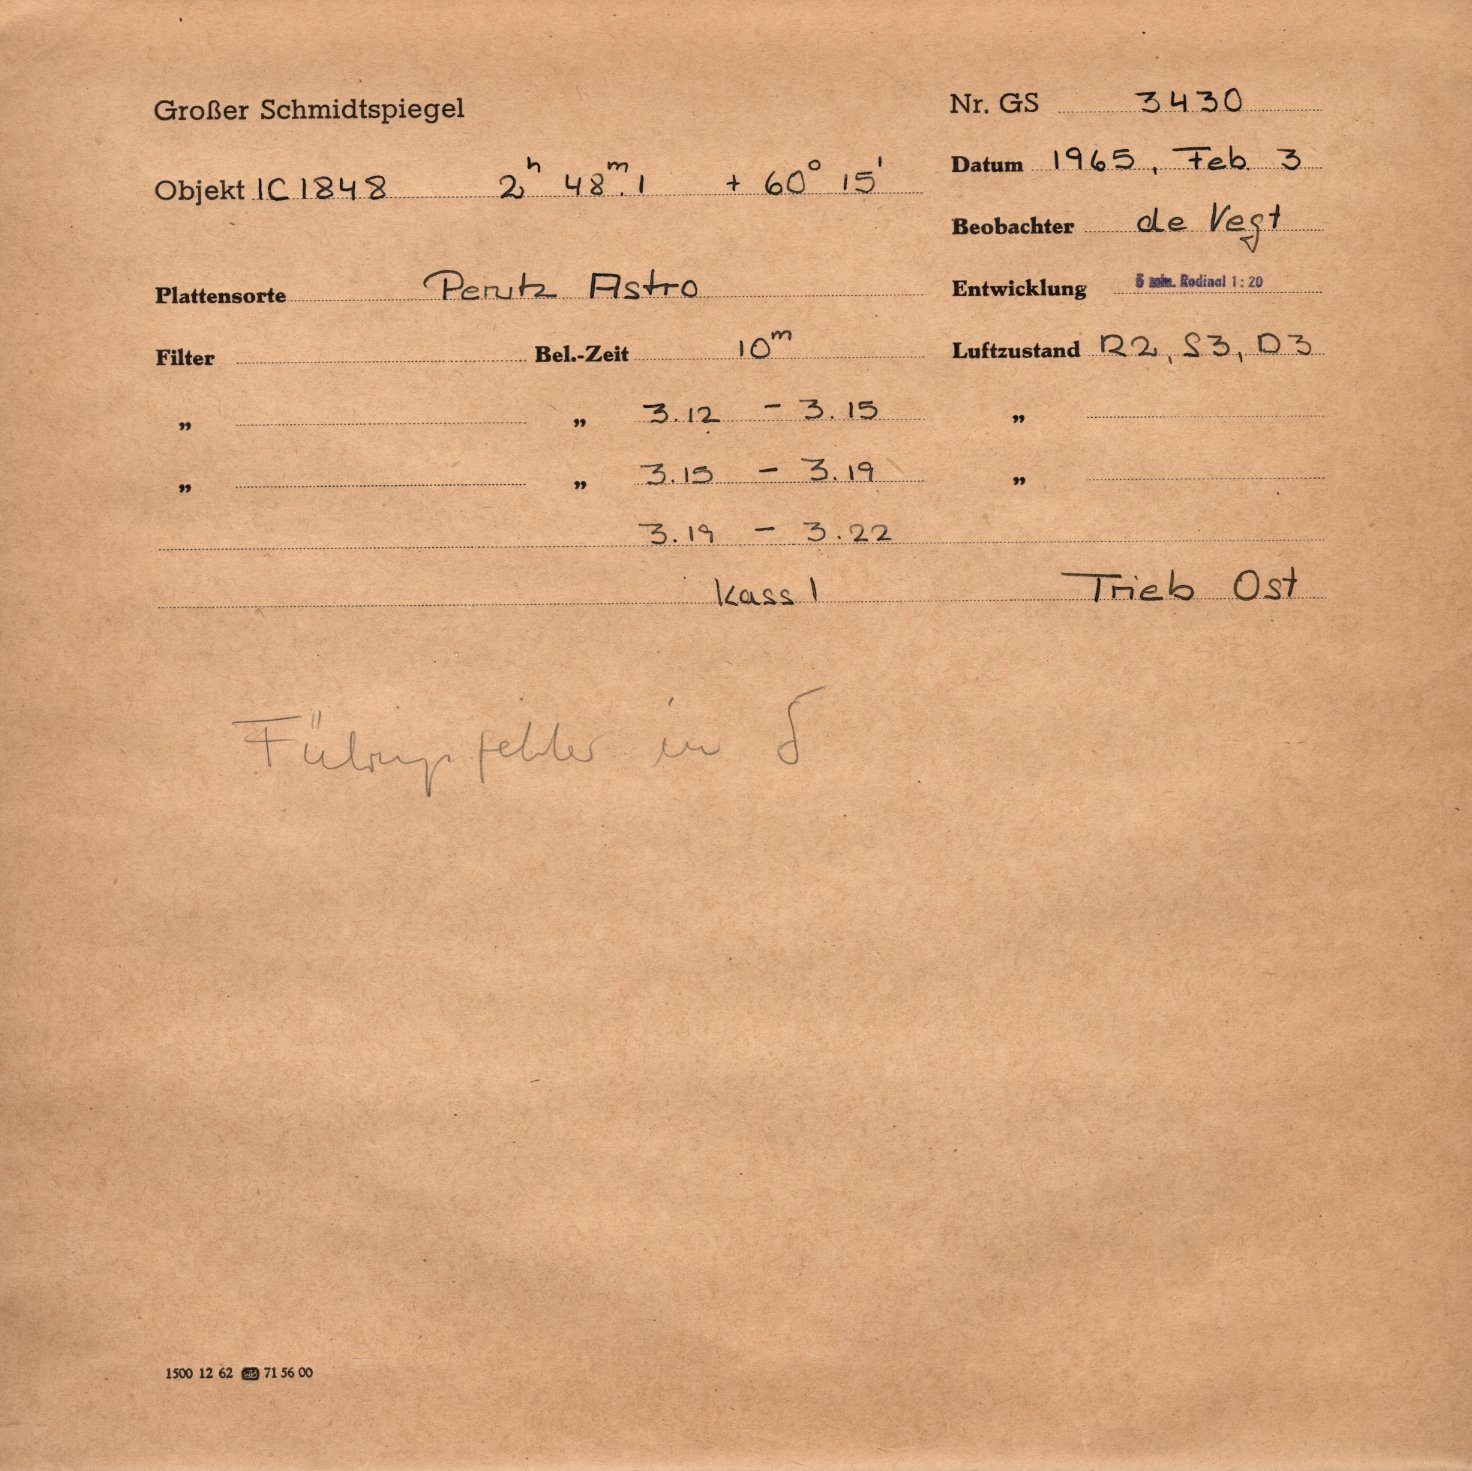 Großer Schmidtspiegel
Nr. GS 3430
Objekt IC 1848 2ʰ 48ᵐ.1 + 60° 15'
Datum 1965, Feb. 3
Beobachter de Vegt
Plattensorte Perutz Astro
Entwicklung 5 min. Rodinal 1:20
Filter Bel.-Zeit 10ᵐ
Luftzustand R2, S3, D3
„ „ 3.12 – 3.15 „
„ „ 3.15 – 3.19 „
3.19 – 3.22
Kass 1 Trieb Ost
Führungsfehler in δ
1500 12 62 71 56 00